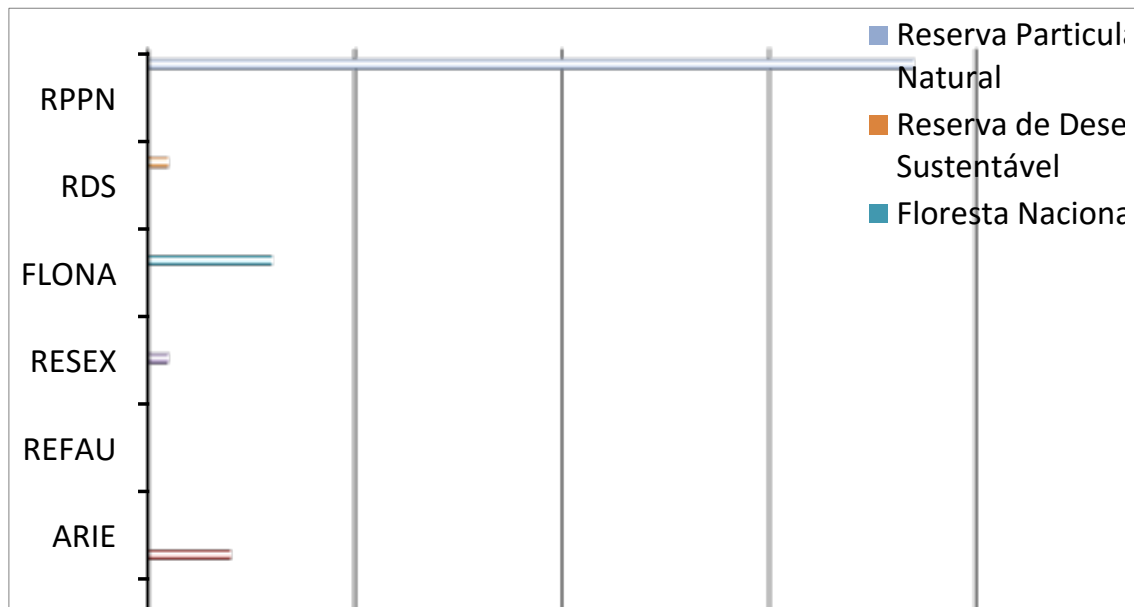 RPPN
RDS
FLONA
RESEX
REFAU
ARIE
Reserva Particula
Natural
Reserva de Dese
Sustentável
Floresta Naciona